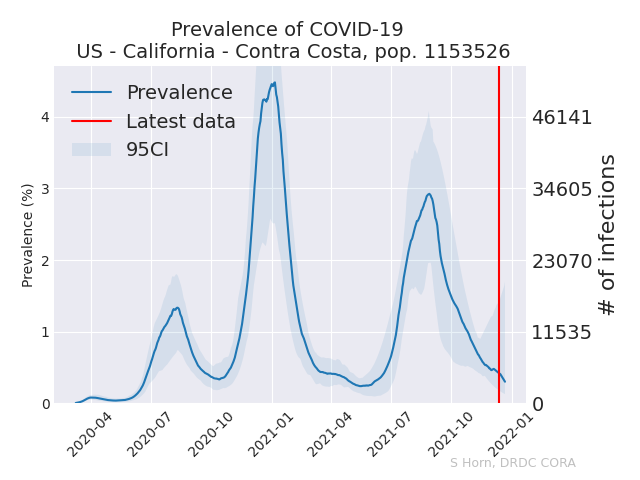 Prevalence of COVID-19
US - California - Contra Costa, pop. 1153526
Prevalence
Latest data
95CI
Prevalence (%)
4
3
2
1
0
46141
34605
23070
11535
0
# of infections
2020-04
2020-07
2020-10
2021-01
2021-04
2021-07
2021-10
2022-01
S Horn, DRDC CORA